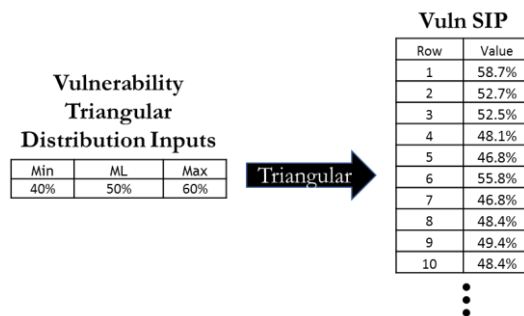 Vulnerability
Triangular
Distribution Inputs
Min ML Max
40% 50% 60%
Triangular
Vuln SIP
Row Value
1 58.7%
2 52.7%
3 52.5%
4 48.1%
5 46.8%
6 55.8%
7 46.8%
8 48.4%
9 49.4%
10 48.4%